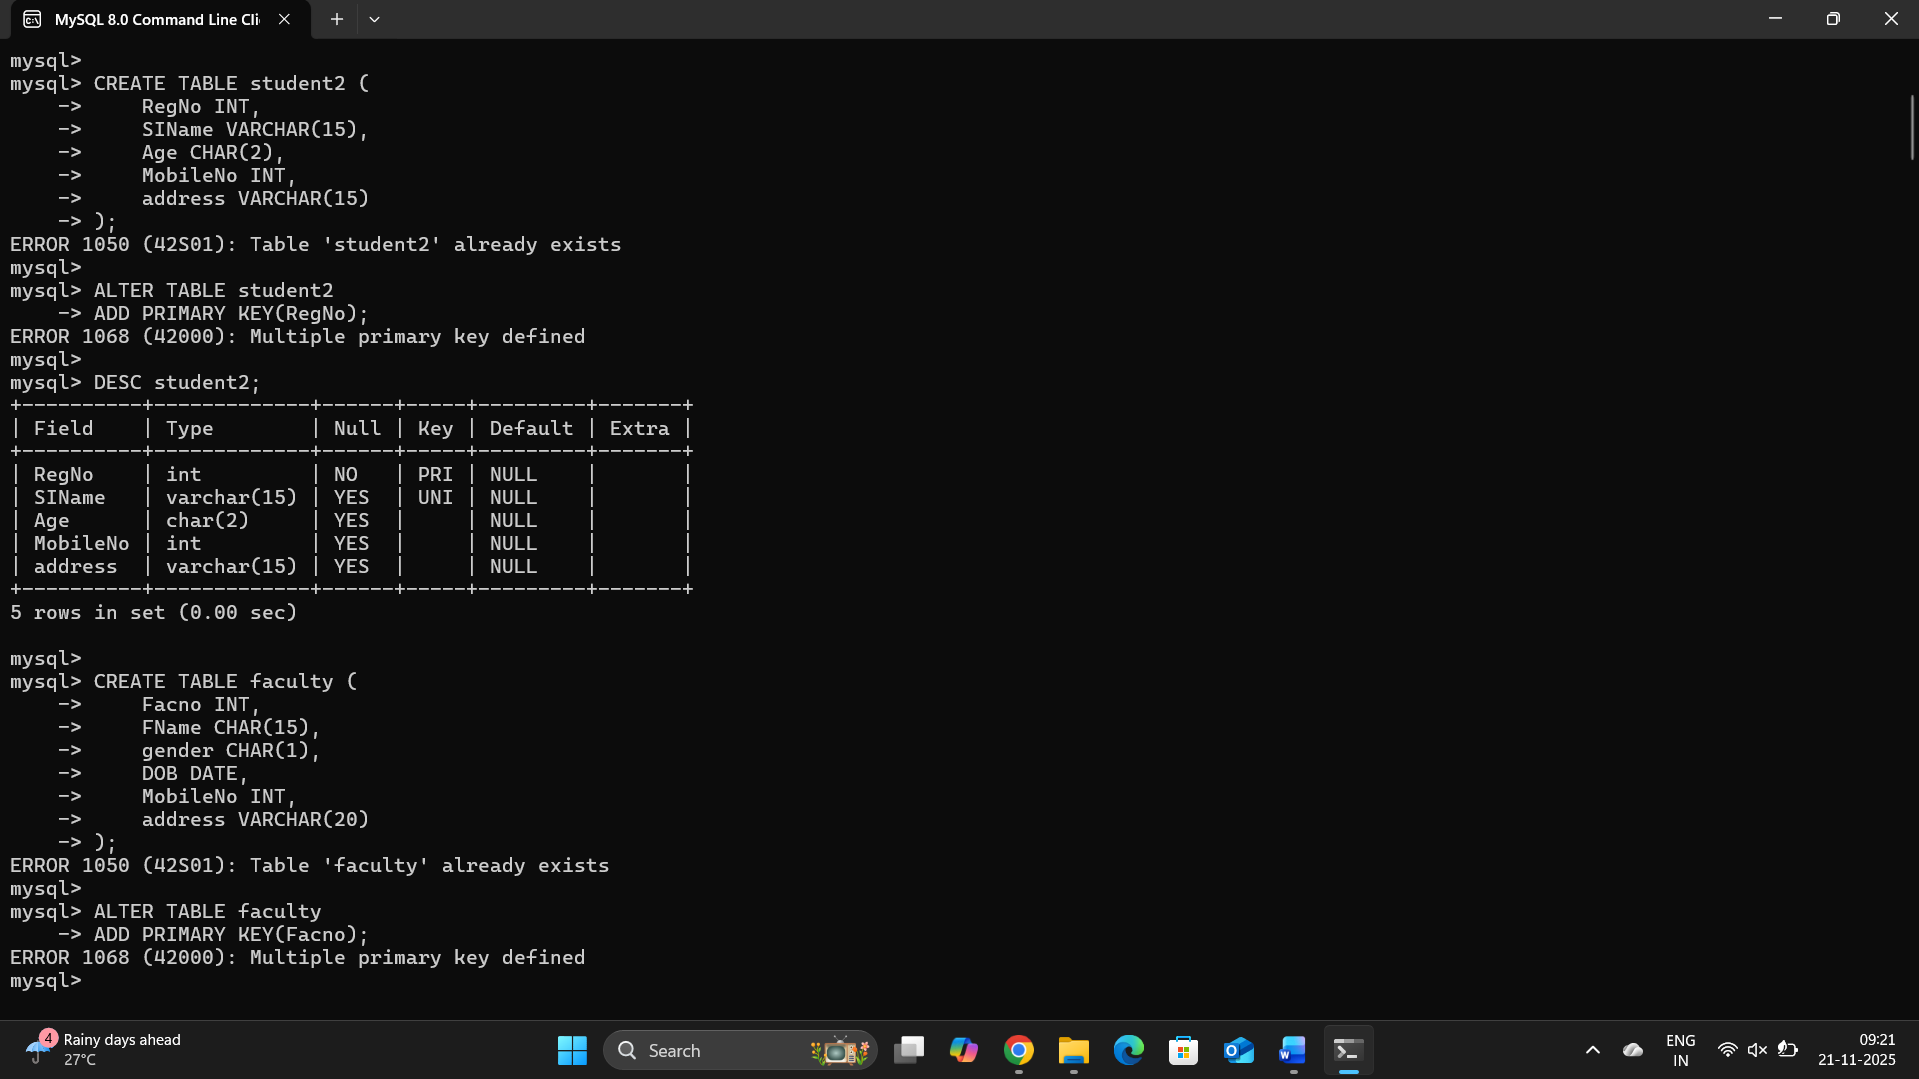 MySQL 8.0 Command Line Cli
mysql>
mysql> CREATE TABLE student2 (
    ->     RegNo INT,
    ->     SIName VARCHAR(15),
    ->     Age CHAR(2),
    ->     MobileNo INT,
    ->     address VARCHAR(15)
    -> );
ERROR 1050 (42S01): Table 'student2' already exists
mysql>
mysql> ALTER TABLE student2
    -> ADD PRIMARY KEY(RegNo);
ERROR 1068 (42000): Multiple primary key defined
mysql>
mysql> DESC student2;
+----------+-------------+------+-----+---------+-------+
| Field    | Type        | Null | Key | Default | Extra |
+----------+-------------+------+-----+---------+-------+
| RegNo    | int         | NO   | PRI | NULL    |       |
| SIName   | varchar(15) | YES  | UNI | NULL    |       |
| Age      | char(2)     | YES  |     | NULL    |       |
| MobileNo | int         | YES  |     | NULL    |       |
| address  | varchar(15) | YES  |     | NULL    |       |
+----------+-------------+------+-----+---------+-------+
5 rows in set (0.00 sec)
mysql>
mysql> CREATE TABLE faculty (
    ->     Facno INT,
    ->     FName CHAR(15),
    ->     gender CHAR(1),
    ->     DOB DATE,
    ->     MobileNo INT,
    ->     address VARCHAR(20)
    -> );
ERROR 1050 (42S01): Table 'faculty' already exists
mysql>
mysql> ALTER TABLE faculty
    -> ADD PRIMARY KEY(Facno);
ERROR 1068 (42000): Multiple primary key defined
mysql>
4
Rainy days ahead
27°C
Search
ENG
IN
09:21
21-11-2025